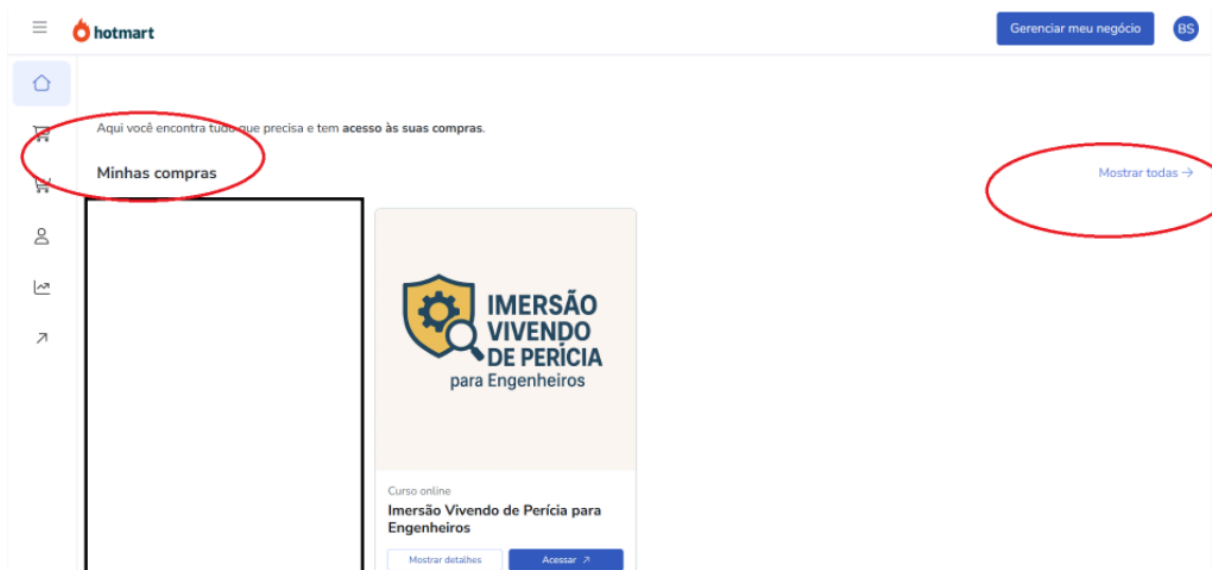 hotmart
Gerenciar meu negócio
BS
Aqui você encontra tudo que precisa e tem acesso às suas compras.
Minhas compras
Mostrar todas →
IMERSÃO
VIVENDO
DE PERÍCIA
para Engenheiros
Curso online
Imersão Vivendo de Perícia para
Engenheiros
Mostrar detalhes
Acessar ↗